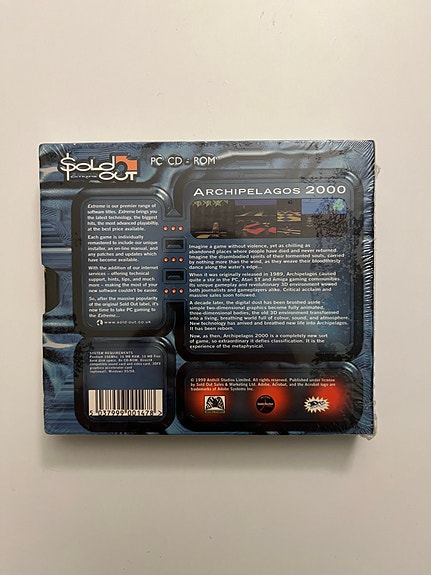 $OLD OUT
EXTREME
PC CD-ROM
Extreme is our premier range of
software titles. Extreme brings you
the latest technology, the biggest
hits, the most advanced playability,
at the best price available.
Each game is individually
remastered to include our unique
installer, an on-line manual, and
any patches and updates which
have become available.
With the addition of our internet
services - offering technical
support, hints, tips, and much
more - making the most of your
new software couldn't be easier.
So, after the massive popularity
of the original Sold Out label, it's
now time to take PC gaming to
the Extreme...
www.sold-out.co.uk
SYSTEM REQUIREMENTS
ARCHIPELAGOS 2000
Imagine a game without violence, yet as chilling as
abandoned places where people have died and never returned.
Imagine the disembodied spirits of their tormented souls, carried
by nothing more than the wind, as they weave their bloodthirsty
dance along the water's edge...
When it was originally released in 1989, Archipelagos caused
quite a stir in the PC, Atari ST and Amiga gaming communities.
Its unique gameplay and revolutionary 3D environment wowed
both journalists and gameplayers alike. Critical acclaim and
massive sales soon followed.
A decade later, the digital dust has been brushed aside -
simple two-dimensional graphics become fully animated,
three-dimensional bodies, the old 3D environment transformed
into a living, breathing world full of colour, sound, and atmosphere.
New technology has arrived and breathed new life into Archipelagos.
It has been reborn.
Now, as then, Archipelagos 2000 is a completely new sort
of game, so extraordinary it defies classification. It is the
experience of the metaphysical.
© 1999 Anthill Studios Limited. All rights reserved. Published under license
by Sold Out Sales & Marketing Ltd. Adobe, Acrobat, and the Acrobat logo are
trademarks of Adobe Systems Inc.
5 037999 001478